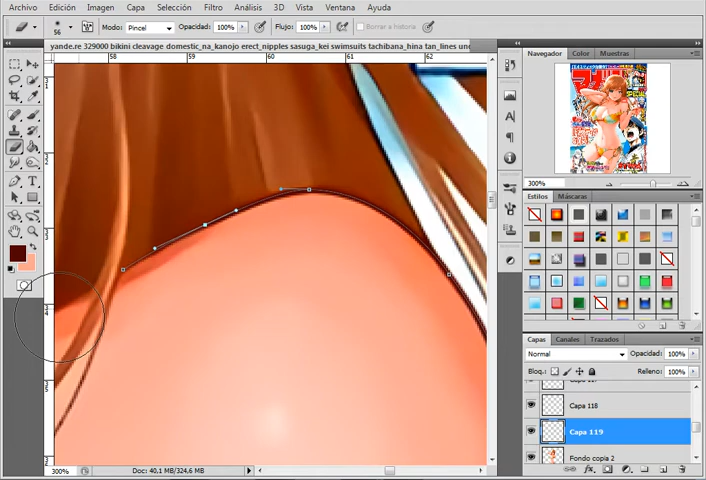 Archivo Edición Imagen Capa Selección Filtro Análisis 3D Vista Ventana Ayuda
56 Modo: Pincel Opacidad: 100% Flujo: 100% Borrar a historia
yande.re 329000 bikini cleavage domestic_na_kanojo erect_nipples sasuga_kei swimsuits tachibana_hina tan_lines
58 59 60 61 62
Navegador Color Muestras
300%
Estilos Máscaras
Capas Canales Trazados
Normal Opacidad: 100%
Bloq.: Relleno: 100%
Capa 118
Capa 119
Fondo copia 2
300% Doc: 40,1 MB/324,6 MB